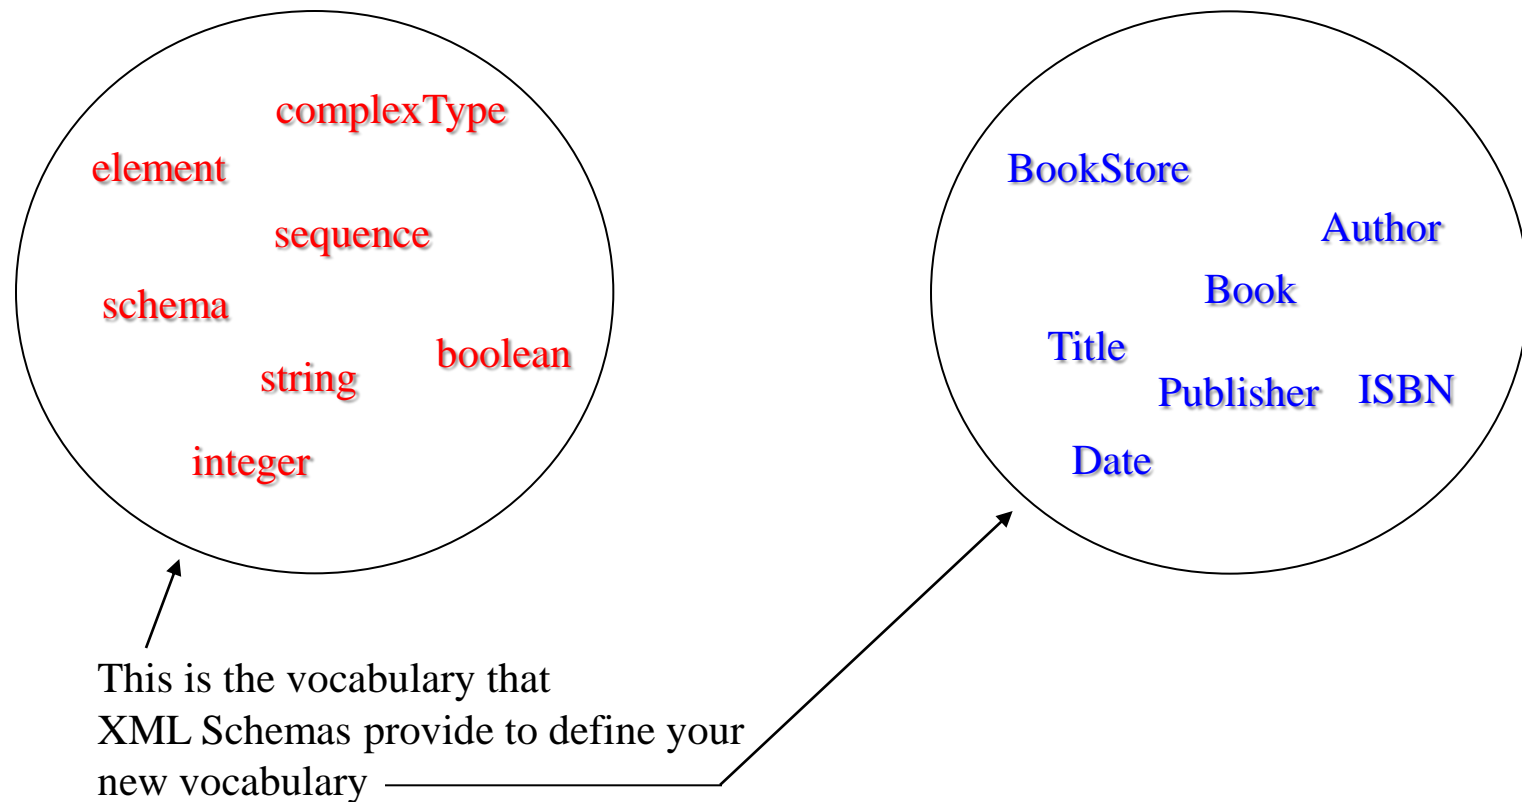 complexType
element
sequence
schema
boolean
string
integer
BookStore
Author
Book
Title
Publisher
ISBN
Date
This is the vocabulary that
XML Schemas provide to define your
new vocabulary